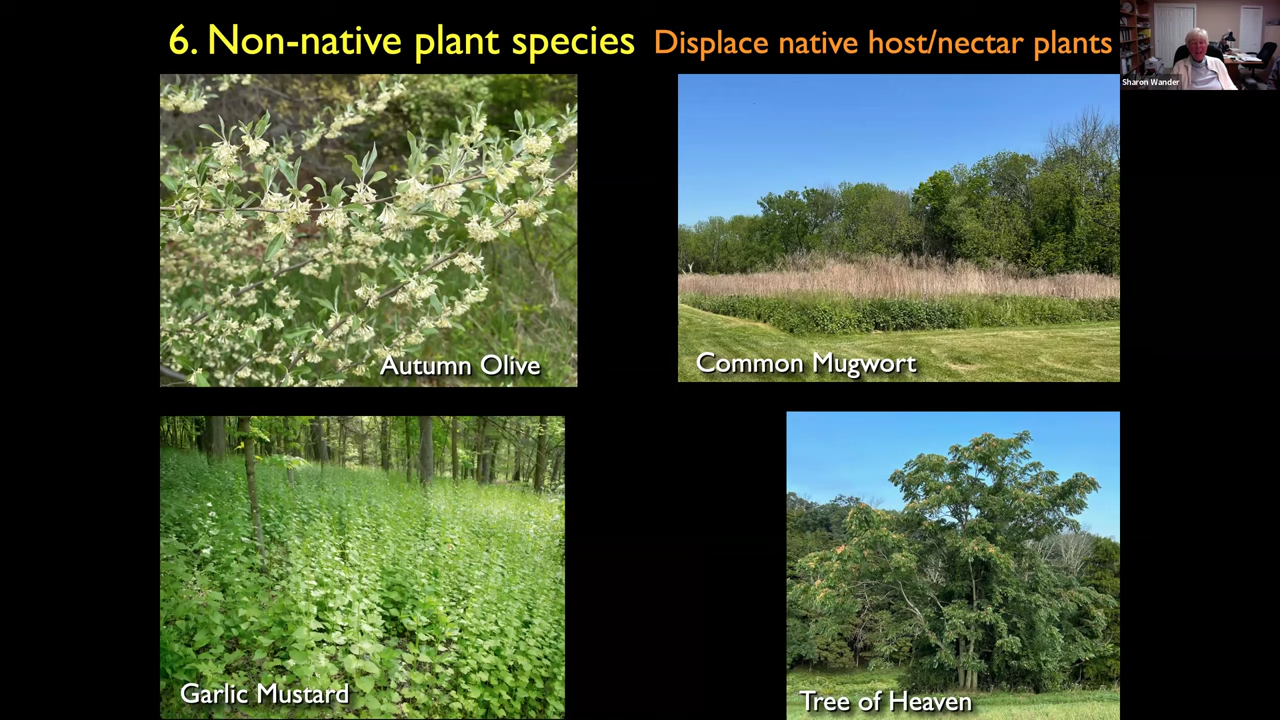 6. Non-native plant species Displace native host/nectar plants
Sharon Wander
Autumn Olive
Common Mugwort
Garlic Mustard
Tree of Heaven